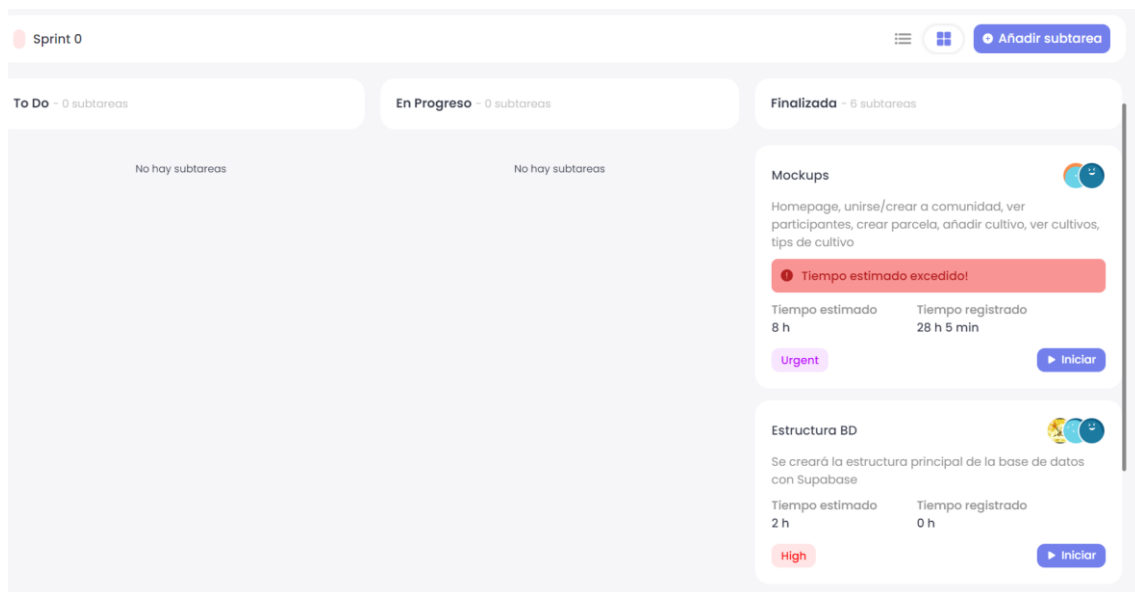 Sprint 0
Añadir subtarea
To Do - 0 subtareas
En Progreso - 0 subtareas
Finalizada - 6 subtareas
No hay subtareas
No hay subtareas
Mockups
Homepage, unirse/crear a comunidad, ver
participantes, crear parcela, añadir cultivo, ver cultivos,
tips de cultivo
Tiempo estimado excedido!
Tiempo estimado
Tiempo registrado
8 h
28 h 5 min
Urgent
Iniciar
Estructura BD
Se creará la estructura principal de la base de datos
con Supabase
Tiempo estimado
Tiempo registrado
2 h
0 h
High
Iniciar